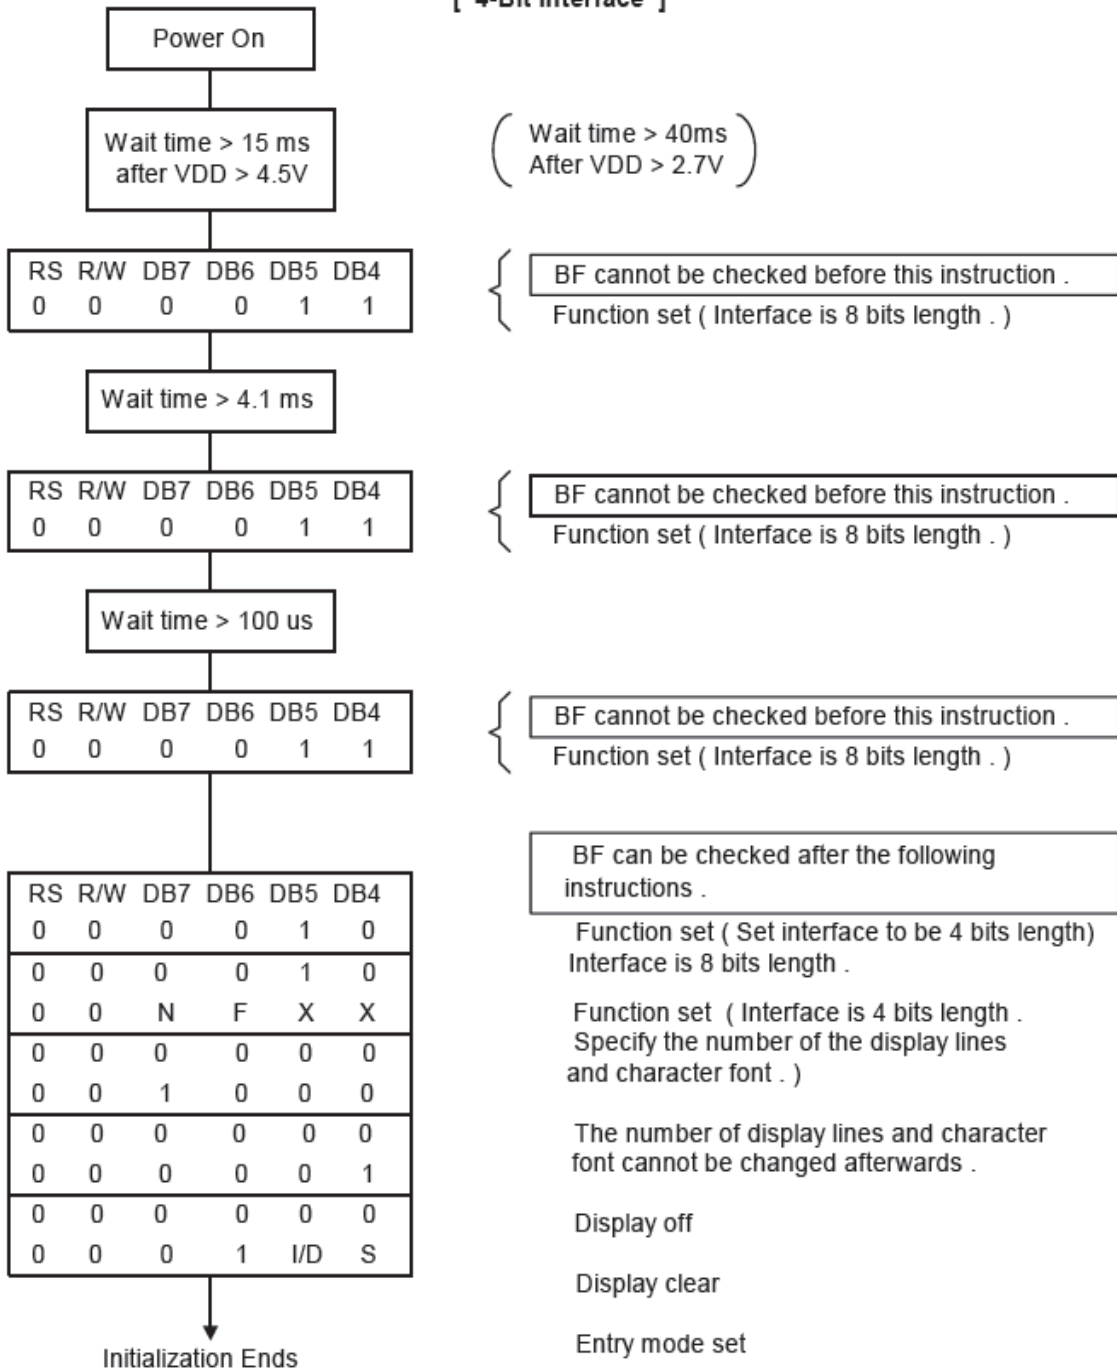 [ 4-Bit Interface ]
Power On
Wait time > 15 ms
after VDD > 4.5V
Wait time > 40ms
After VDD > 2.7V
RS R/W DB7 DB6 DB5 DB4
0 0 0 0 1 1
BF cannot be checked before this instruction .
Function set ( Interface is 8 bits length . )
Wait time > 4.1 ms
RS R/W DB7 DB6 DB5 DB4
0 0 0 0 1 1
BF cannot be checked before this instruction .
Function set ( Interface is 8 bits length . )
Wait time > 100 us
RS R/W DB7 DB6 DB5 DB4
0 0 0 0 1 1
BF cannot be checked before this instruction .
Function set ( Interface is 8 bits length . )
RS R/W DB7 DB6 DB5 DB4
0 0 0 0 1 0
0 0 0 0 1 0
0 0 N F X X
0 0 0 0 0 0
0 0 1 0 0 0
0 0 0 0 0 0
0 0 0 0 0 1
0 0 0 0 0 0
0 0 0 1 I/D S
Initialization Ends
BF can be checked after the following
instructions .
Function set ( Set interface to be 4 bits length)
Interface is 8 bits length .
Function set ( Interface is 4 bits length .
Specify the number of the display lines
and character font . )
The number of display lines and character
font cannot be changed afterwards .
Display off
Display clear
Entry mode set